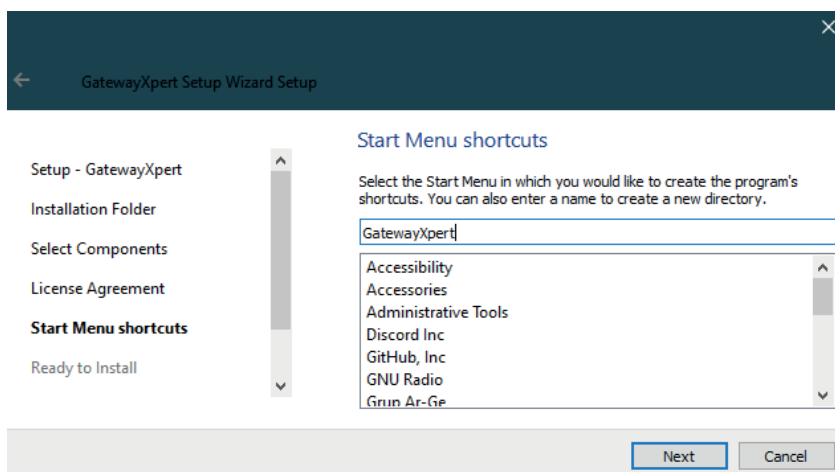 GatewayXpert Setup Wizard Setup
Setup - GatewayXpert
Installation Folder
Select Components
License Agreement
Start Menu shortcuts
Ready to Install
Start Menu shortcuts
Select the Start Menu in which you would like to create the program's
shortcuts. You can also enter a name to create a new directory.
GatewayXpert
Accessibility
Accessories
Administrative Tools
Discord Inc
GitHub, Inc
GNU Radio
Grup Ar-Ge
Next
Cancel